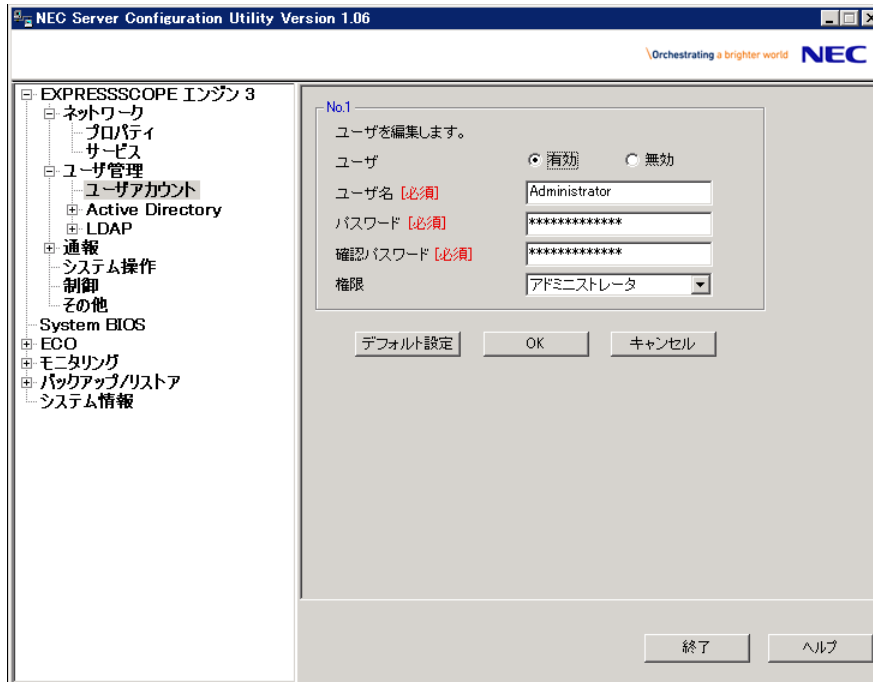 NEC Server Configuration Utility Version 1.06
\Orchestrating a brighter world NEC
EXPRESSSCOPE エンジン 3
ネットワーク
プロパティ
サービス
ユーザ管理
ユーザアカウント
Active Directory
LDAP
通報
システム操作
制御
その他
System BIOS
ECO
モニタリング
バックアップ/リストア
システム情報
No.1
ユーザを編集します。
ユーザ 有効 無効
ユーザ名 [必須] Administrator
パスワード [必須] *************
確認パスワード [必須] *************
権限 アドミニストレータ
デフォルト設定 OK キャンセル
終了 ヘルプ